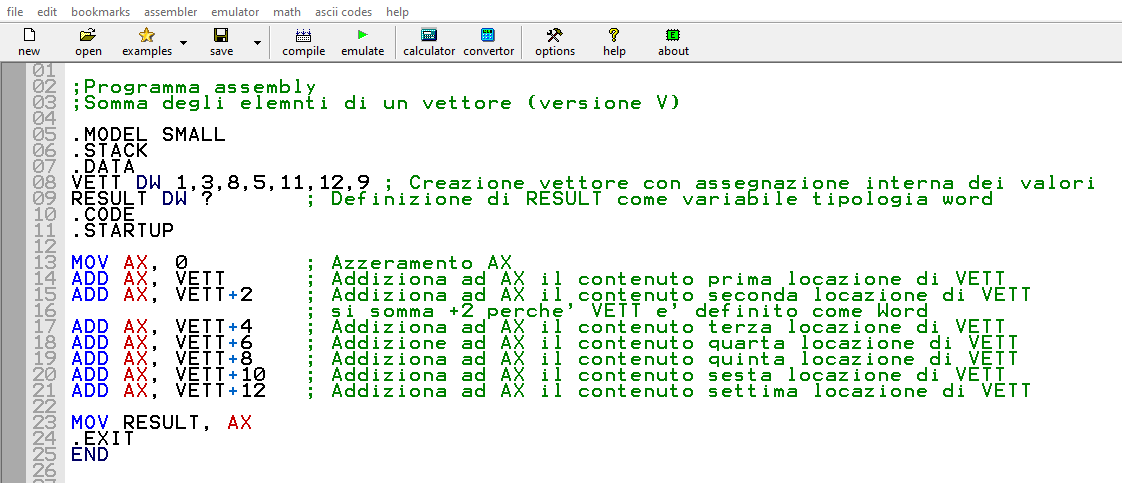 file edit bookmarks assembler emulator math ascii codes help
new open examples save compile emulate calculator convertor options help about
01
02 ;Programma assembly
03 ;Somma degli elemnti di un vettore (versione V)
04
05 .MODEL SMALL
06 .STACK
07 .DATA
08 VETT DW 1,3,8,5,11,12,9 ; Creazione vettore con assegnazione interna dei valori
09 RESULT DW ? ; Definizione di RESULT come variabile tipologia word
10 .CODE
11 .STARTUP
12
13 MOV AX, 0 ; Azzeramento AX
14 ADD AX, VETT ; Addiziona ad AX il contenuto prima locazione di VETT
15 ADD AX, VETT+2 ; Addiziona ad AX il contenuto seconda locazione di VETT
16 ; si somma +2 perche' VETT e' definito come Word
17 ADD AX, VETT+4 ; Addiziona ad AX il contenuto terza locazione di VETT
18 ADD AX, VETT+6 ; Addizione ad AX il contenuto quarta locazione di VETT
19 ADD AX, VETT+8 ; Addiziona ad AX il contenuto quinta locazione di VETT
20 ADD AX, VETT+10 ; Addiziona ad AX il contenuto sesta locazione di VETT
21 ADD AX, VETT+12 ; Addiziona ad AX il contenuto settima locazione di VETT
22
23 MOV RESULT, AX
24 .EXIT
25 END
26